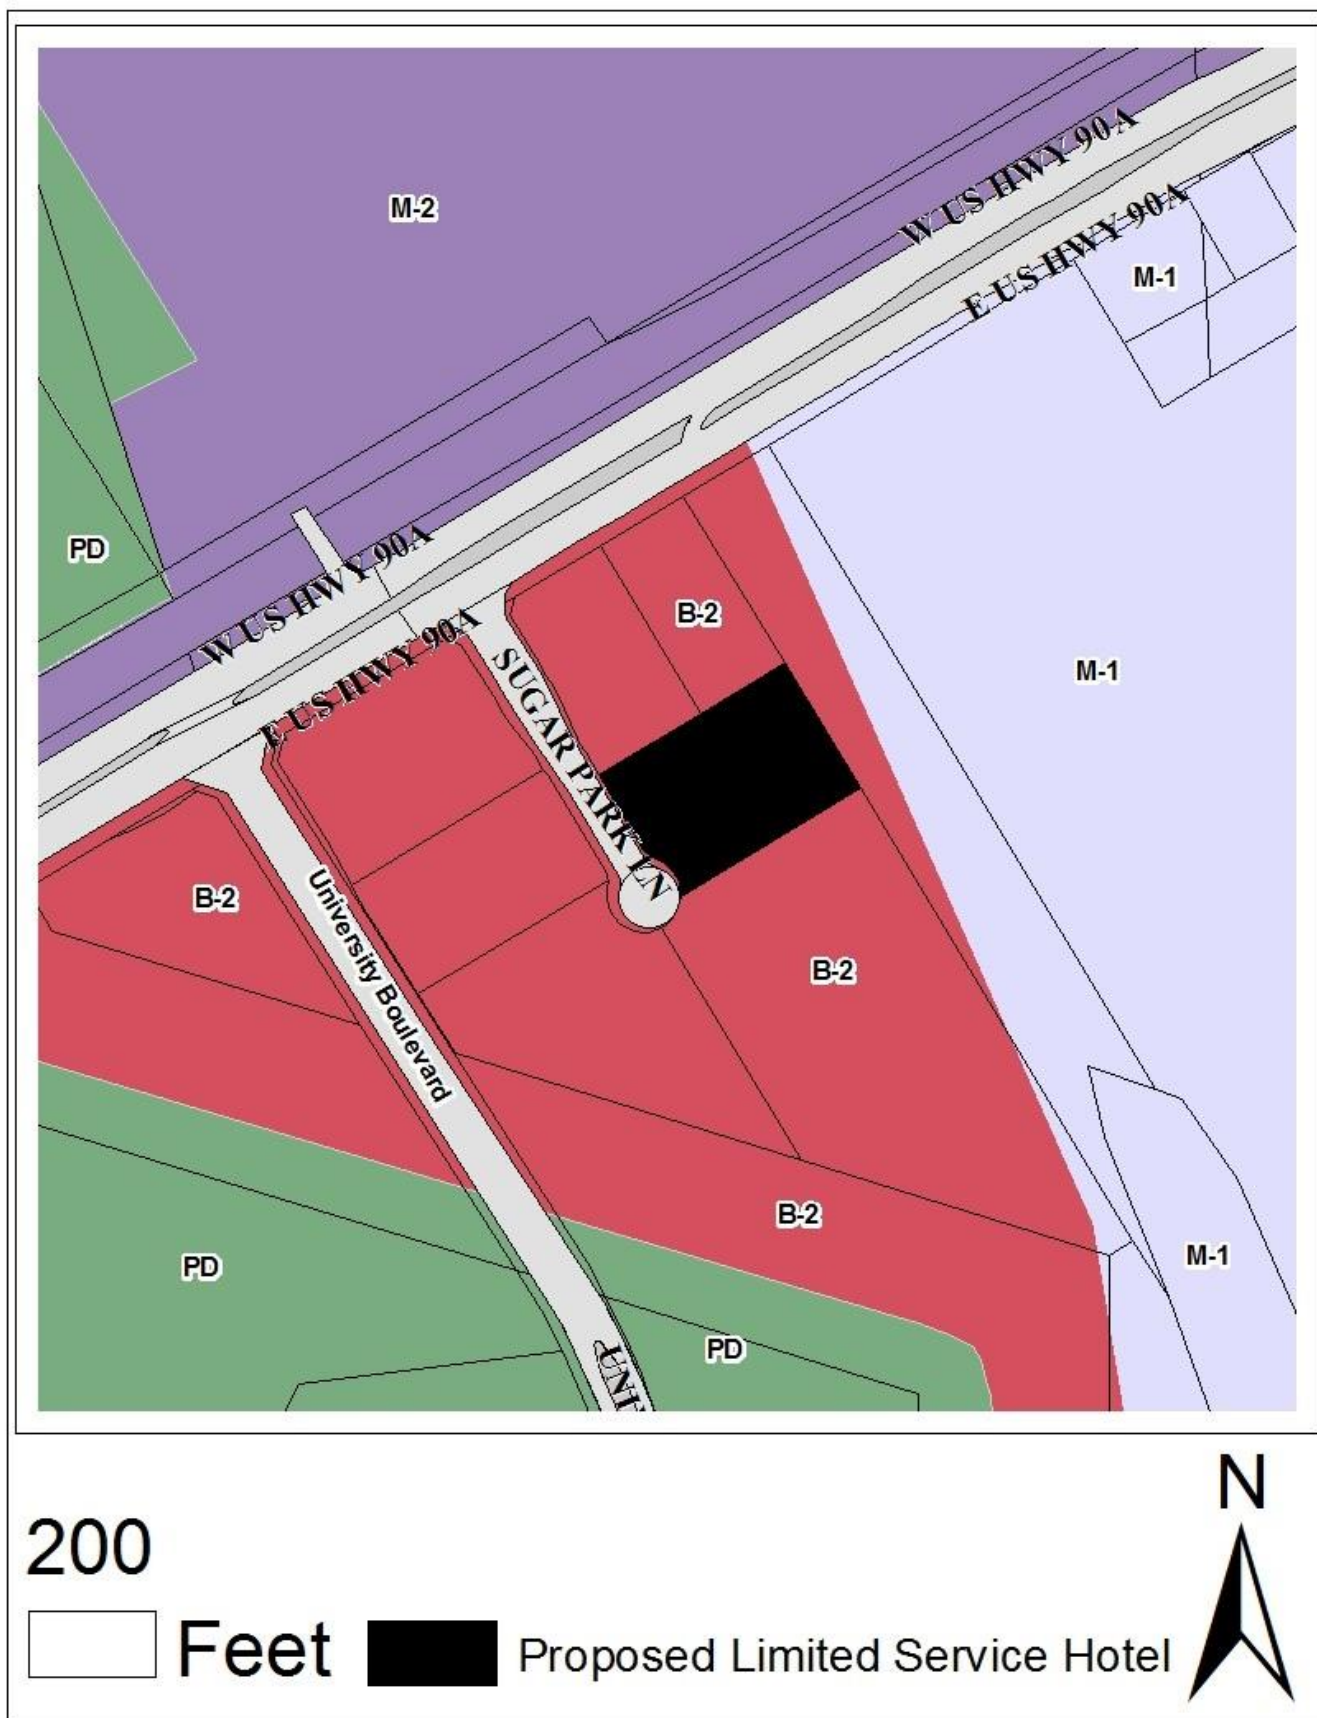 W US HWY 90A
M-2
E US HWY 90A
M-1
PD
W US HWY 90A
B-2
E US HWY 90A
SUGAR PARK LN
M-1
B-2
University Boulevard
B-2
B-2
M-1
PD
PD
UNI
N
200
Feet
Proposed Limited Service Hotel